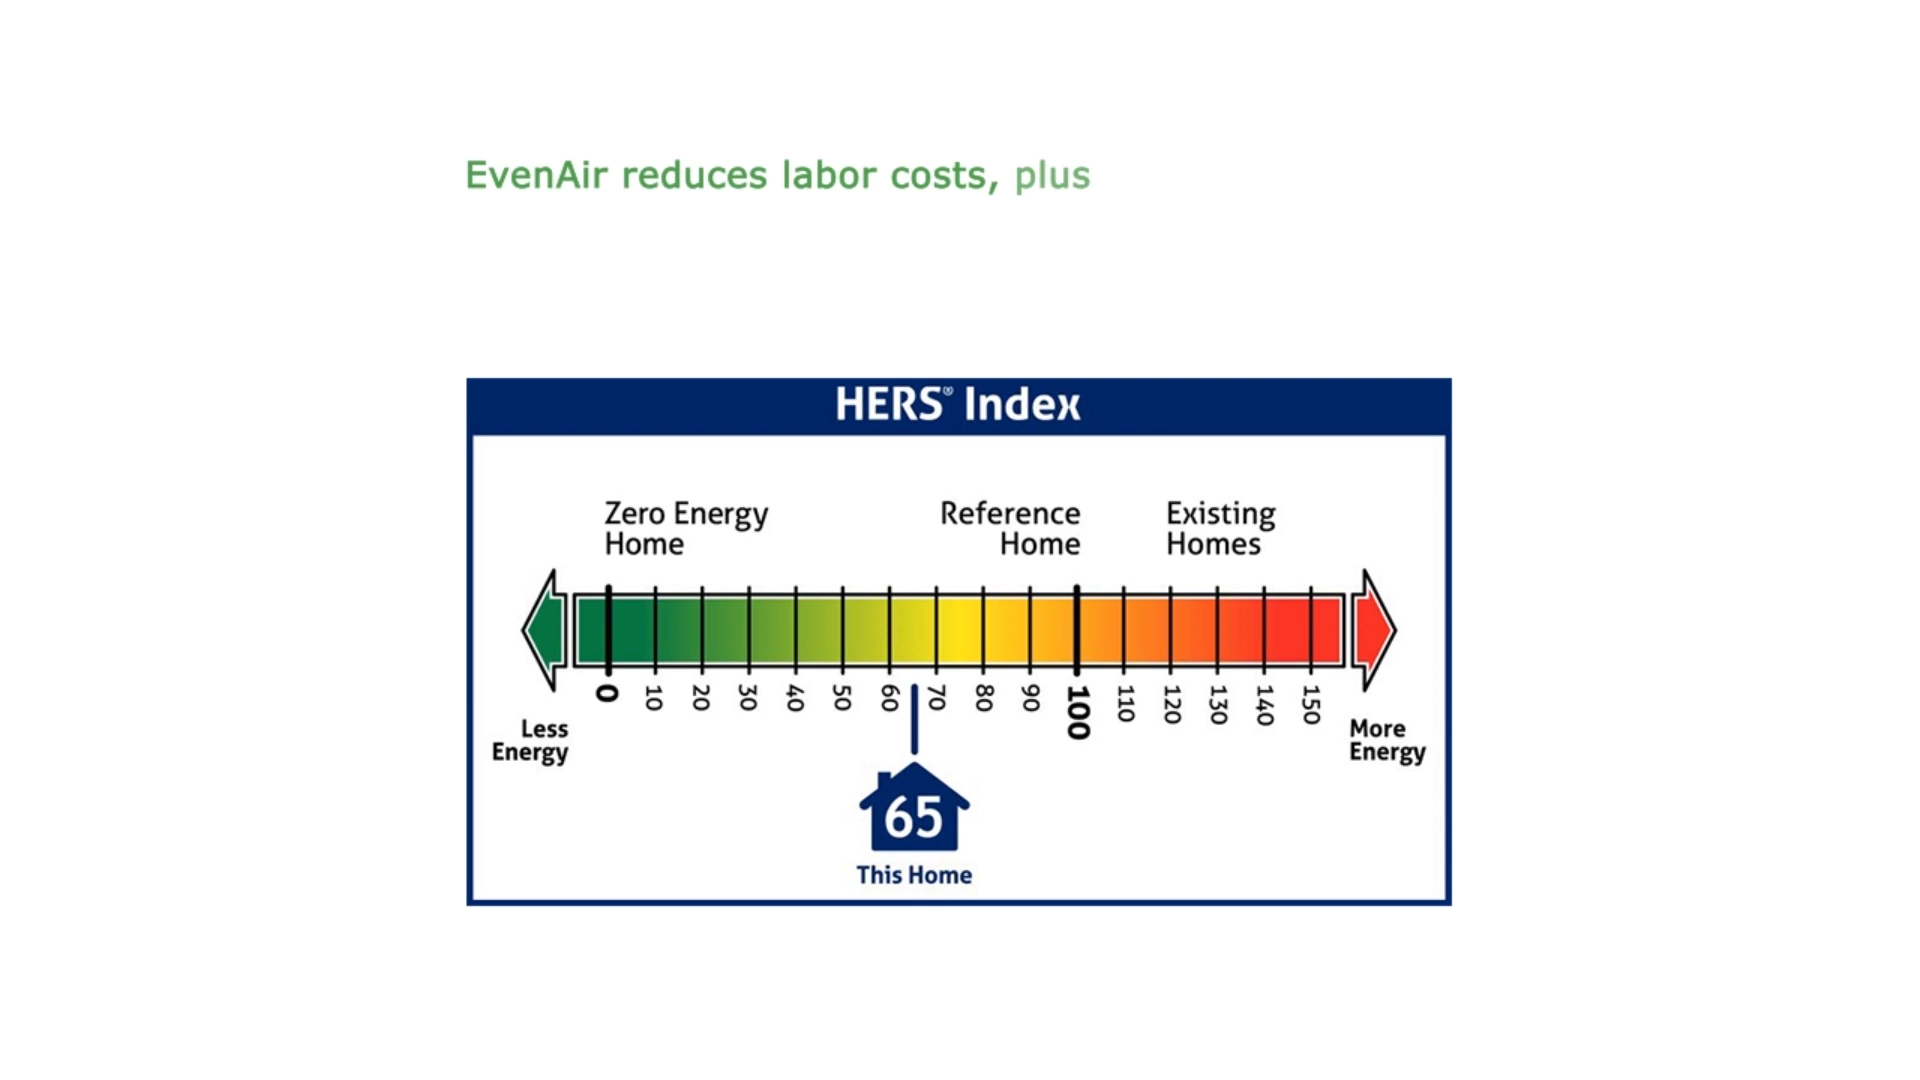 EvenAir reduces labor costs, plus
HERS® Index
Zero Energy
Home
Reference
Home
Existing
Homes
0 10 20 30 40 50 60 70 80 90 100 110 120 130 140 150
Less
Energy
More
Energy
65
This Home